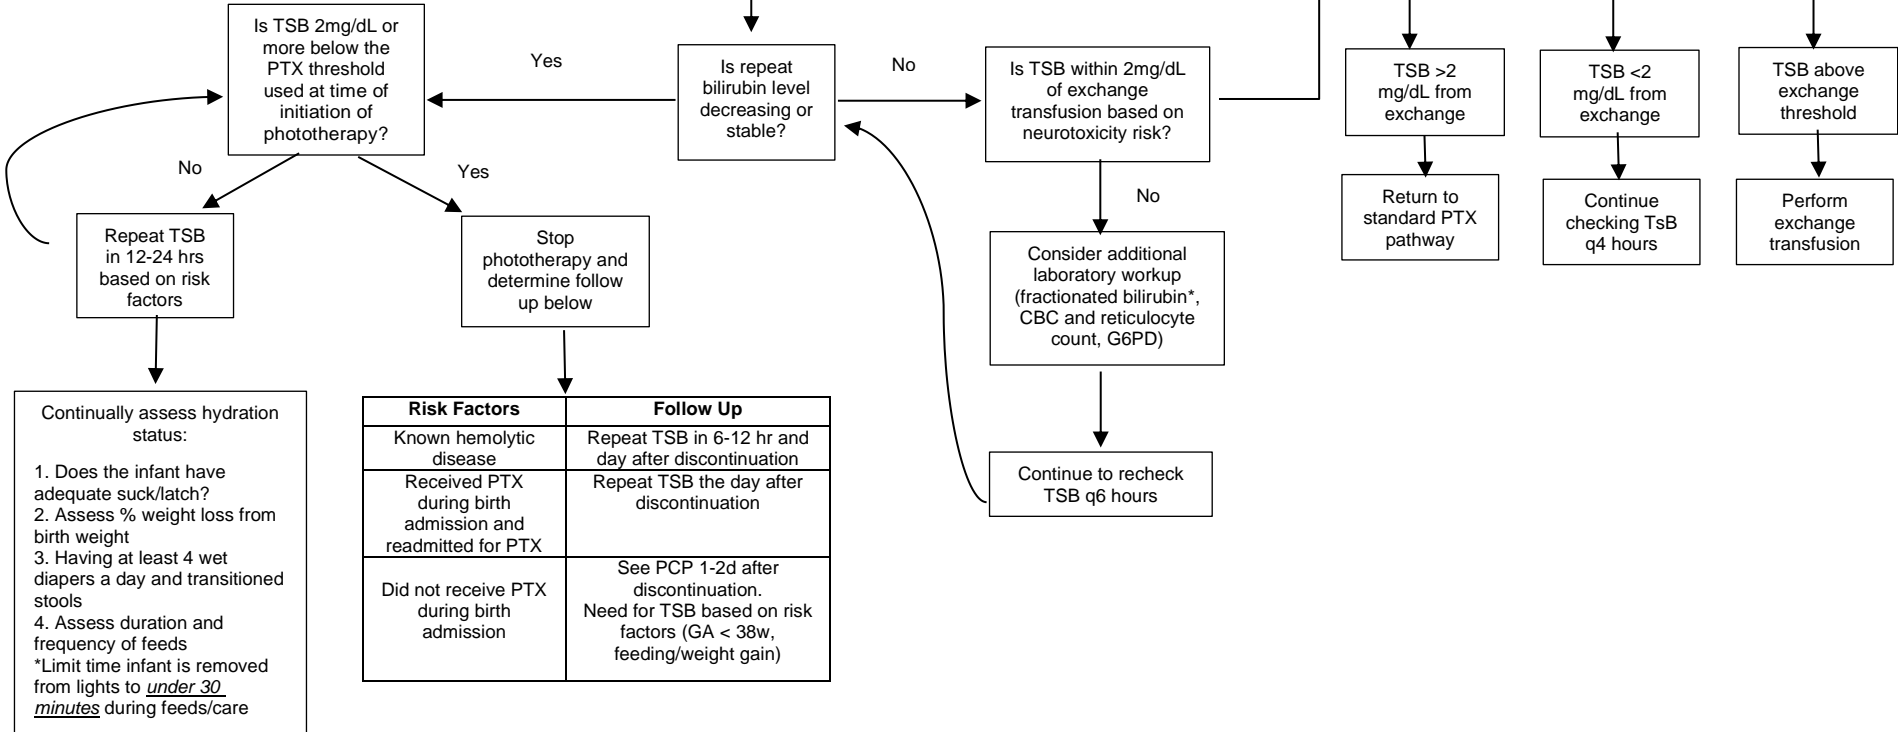 Is TSB 2mg/dL or
more below the
PTX threshold
used at time of
initiation of
phototherapy?
Yes
Is repeat
bilirubin level
decreasing or
stable?
No
Is TSB within 2mg/dL
of exchange
transfusion based on
neurotoxicity risk?
TSB >2
mg/dL from
exchange
TSB <2
mg/dL from
exchange
TSB above
exchange
threshold
No
Yes
No
Return to
standard PTX
pathway
Continue
checking TsB
q4 hours
Perform
exchange
transfusion
Repeat TSB
in 12-24 hrs
based on risk
factors
Stop
phototherapy and
determine follow
up below
Consider additional
laboratory workup
(fractionated bilirubin*,
CBC and reticulocyte
count, G6PD)
Continue to recheck
TSB q6 hours
Continually assess hydration
status:
1. Does the infant have
adequate suck/latch?
2. Assess % weight loss from
birth weight
3. Having at least 4 wet
diapers a day and transitioned
stools
4. Assess duration and
frequency of feeds
*Limit time infant is removed
from lights to under 30
minutes during feeds/care
Risk Factors
Follow Up
Known hemolytic
disease
Repeat TSB in 6-12 hr and
day after discontinuation
Received PTX
during birth
admission and
readmitted for PTX
Repeat TSB the day after
discontinuation
Did not receive PTX
during birth
admission
See PCP 1-2d after
discontinuation.
Need for TSB based on risk
factors (GA < 38w,
feeding/weight gain)